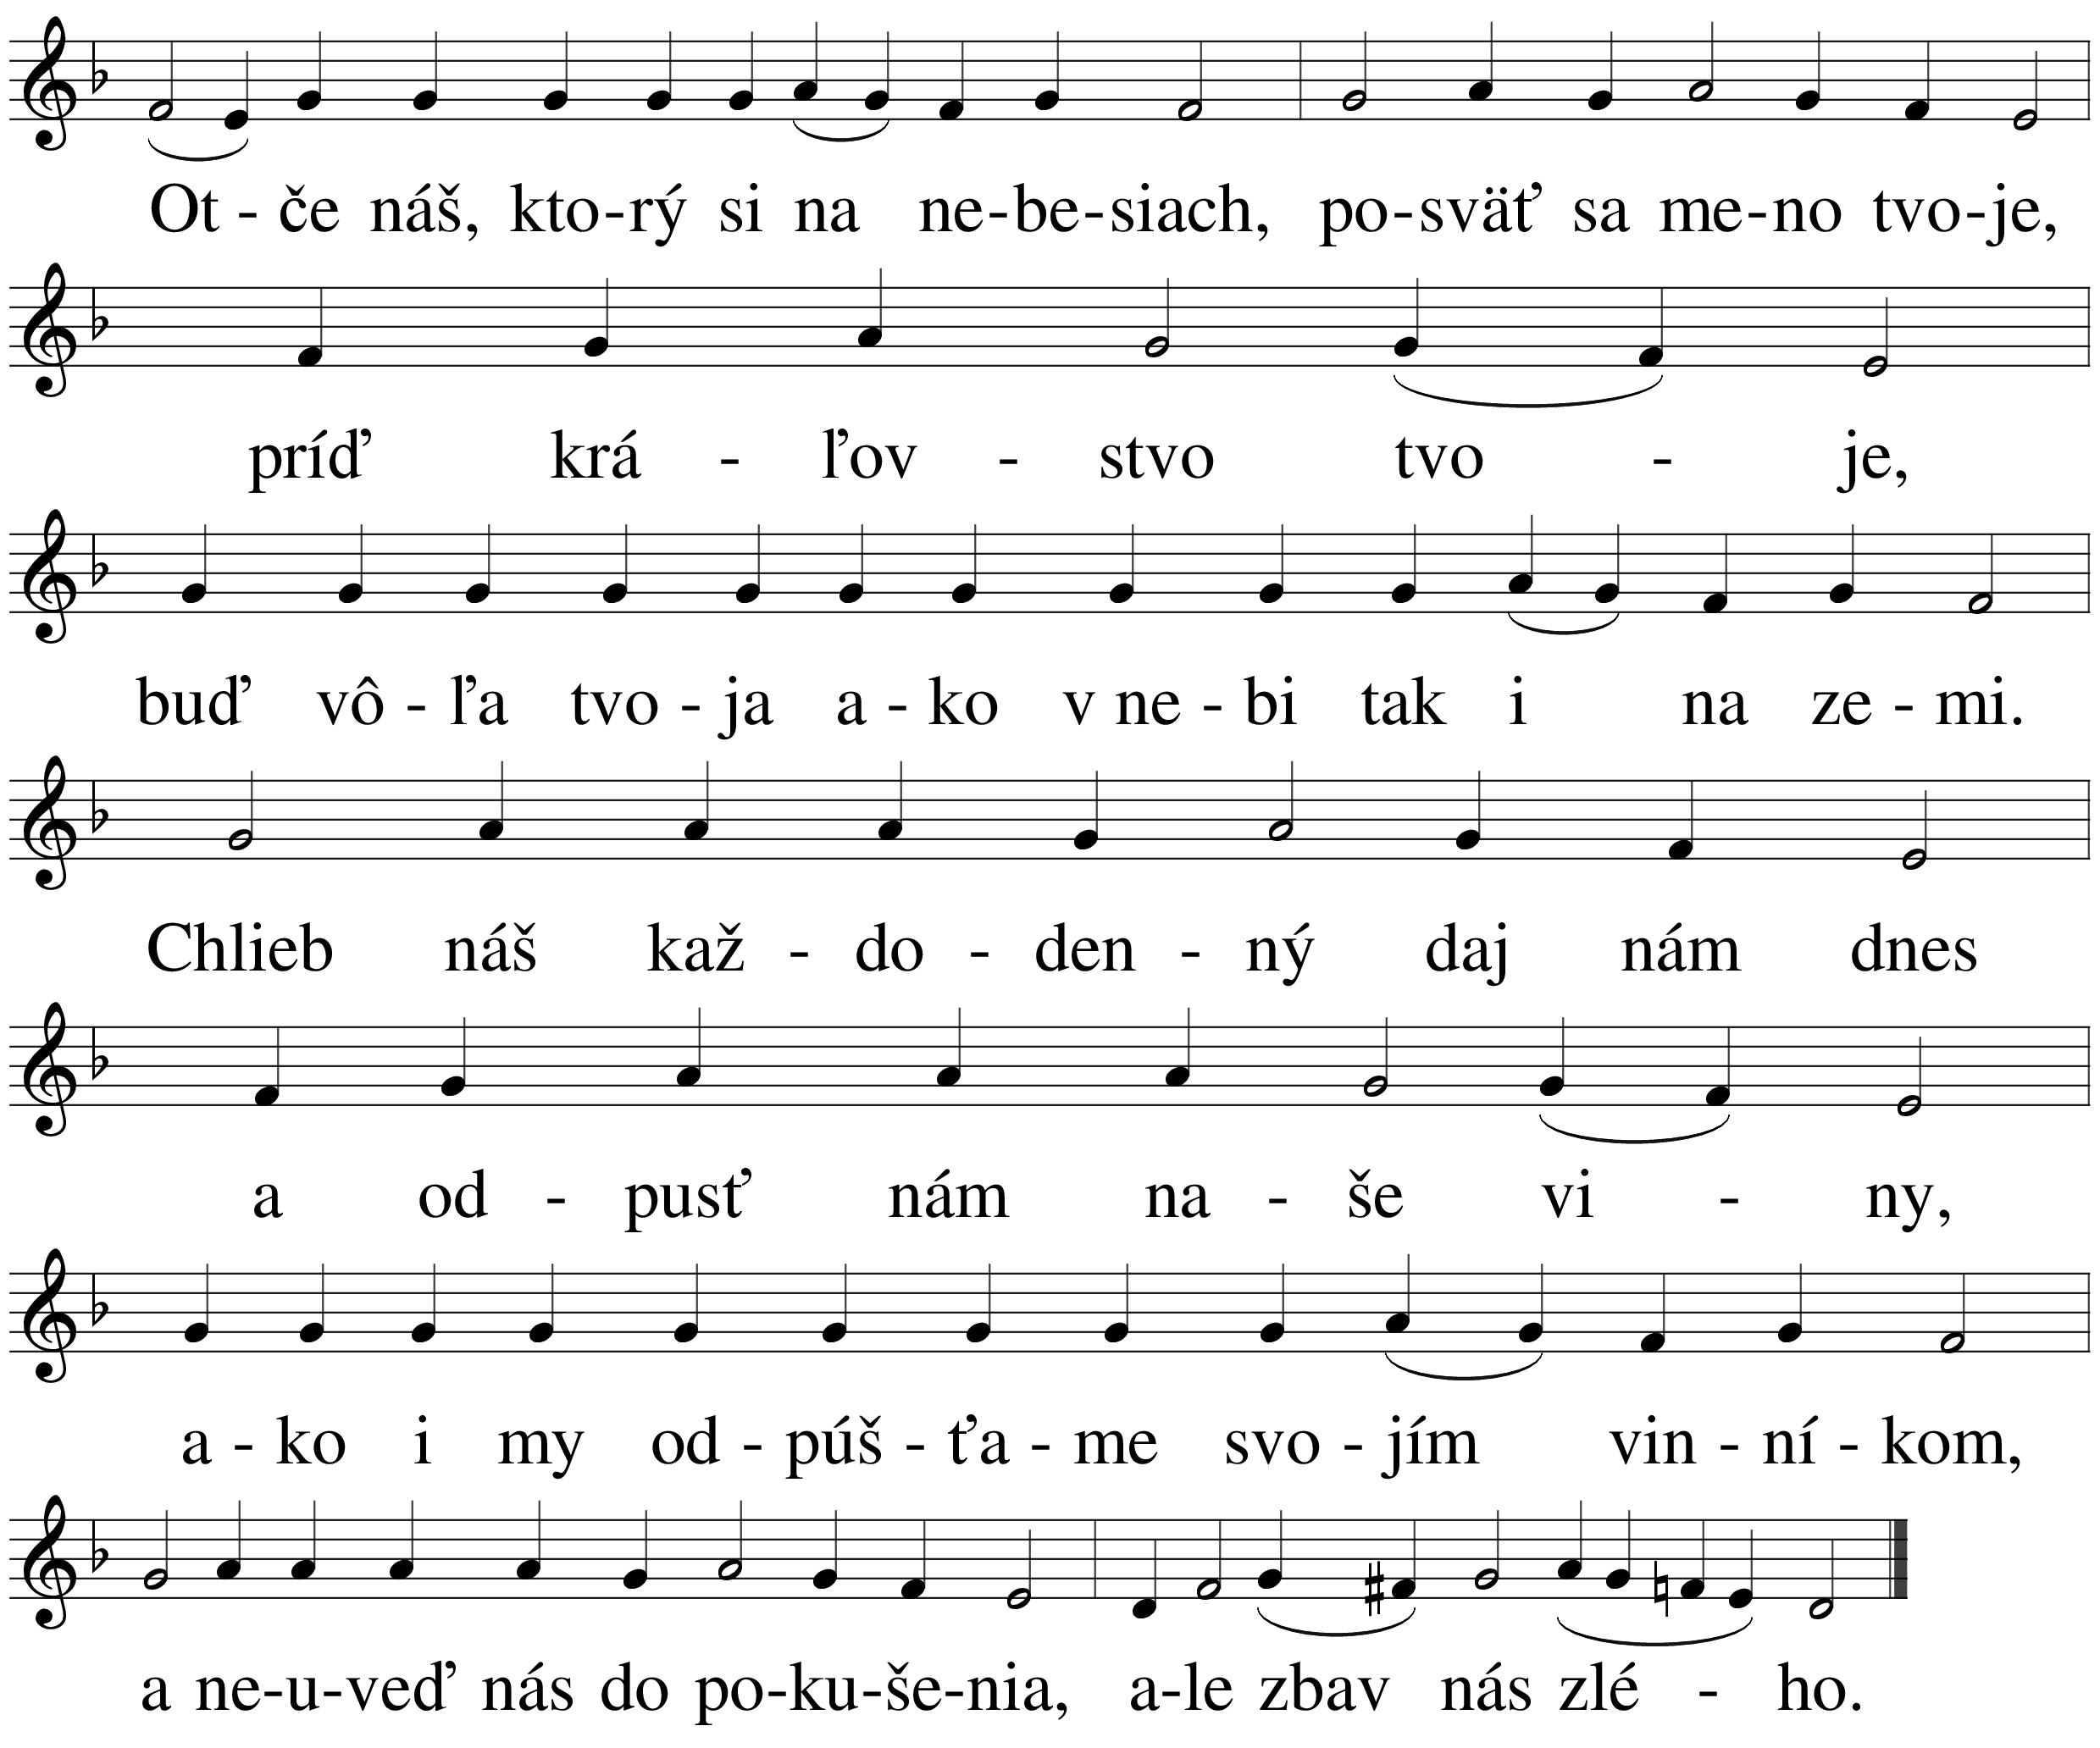 Ot - če náš, kto-rý si na ne-be-siach, po-sväť sa me-no tvo-je,
príď krá - ľov - stvo tvo - je,
buď vô - ľa tvo - ja a - ko v ne - bi tak i na ze - mi.
Chlieb náš kaž - do - den - ný daj nám dnes
a od - pusť nám na - še vi - ny,
a - ko i my od - púš - ťa - me svo - jím vin - ní - kom,
a ne-u-veď nás do po-ku-še-nia, a-le zbav nás zlé - ho.